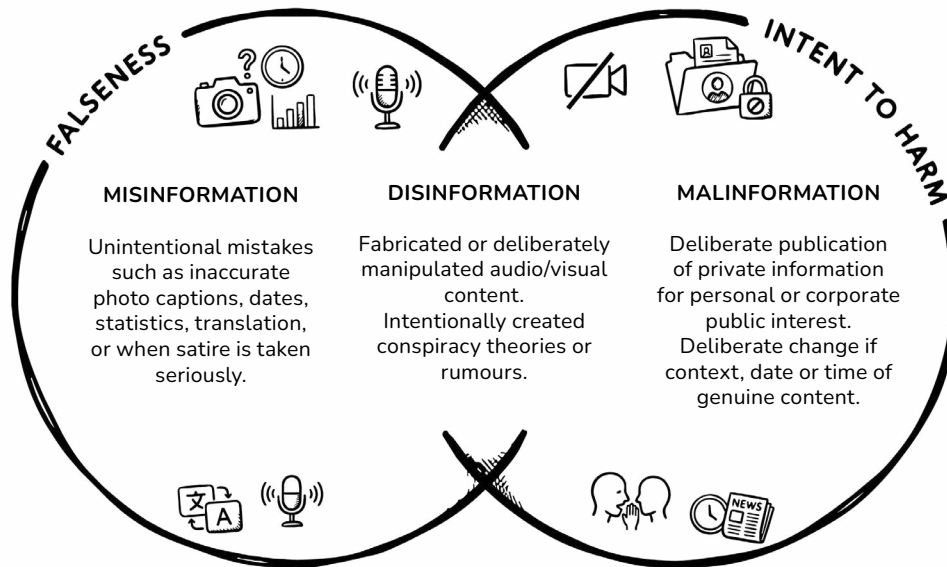 FALSENESS
INTENT TO HARM
?
MISINFORMATION
Unintentional mistakes
such as inaccurate
photo captions, dates,
statistics, translation,
or when satire is taken
seriously.
DISINFORMATION
Fabricated or deliberately
manipulated audio/visual
content.
Intentionally created
conspiracy theories or
rumours.
MALINFORMATION
Deliberate publication
of private information
for personal or corporate
public interest.
Deliberate change if
context, date or time of
genuine content.
文
A
NEWS